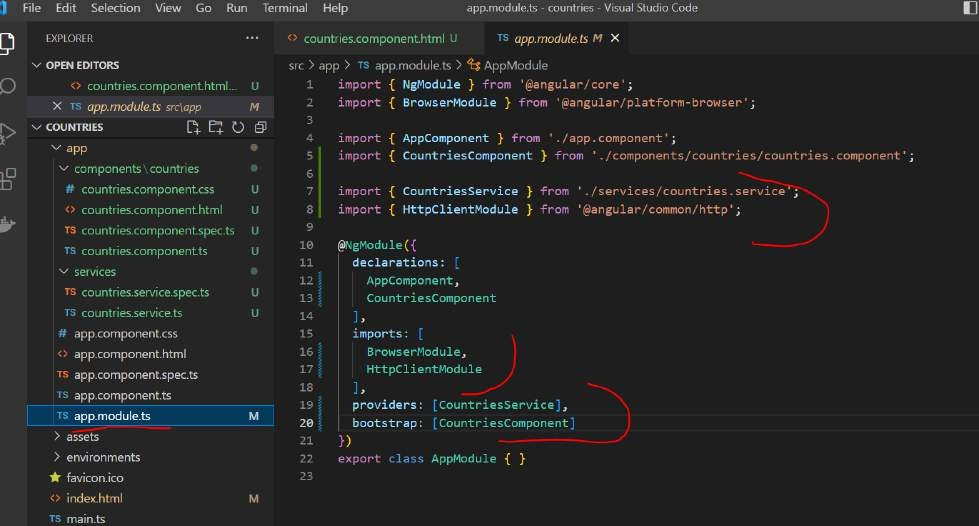 File Edit Selection View Go Run Terminal Help app.module.ts - countries - Visual Studio Code
EXPLORER ...
OPEN EDITORS
<> countries.component.html... U
× TS app.module.ts src\app M
COUNTRIES
app
components \ countries
# countries.component.css U
<> countries.component.html U
TS countries.component.spec.ts U
TS countries.component.ts U
services
TS countries.service.spec.ts U
TS countries.service.ts U
# app.component.css
<> app.component.html
TS app.component.spec.ts
TS app.component.ts
TS app.module.ts M
> assets
> environments
favicon.ico
<> index.html M
TS main.ts
<> countries.component.html U TS app.module.ts M ×
src > app > TS app.module.ts > AppModule
1 import { NgModule } from '@angular/core';
2 import { BrowserModule } from '@angular/platform-browser';
3
4 import { AppComponent } from './app.component';
5 import { CountriesComponent } from './components/countries/countries.component';
6
7 import { CountriesService } from './services/countries.service';
8 import { HttpClientModule } from '@angular/common/http';
9
10 @NgModule({
11 declarations: [
12 AppComponent,
13 CountriesComponent
14 ],
15 imports: [
16 BrowserModule,
17 HttpClientModule
18 ],
19 providers: [CountriesService],
20 bootstrap: [CountriesComponent]
21 })
22 export class AppModule { }
23